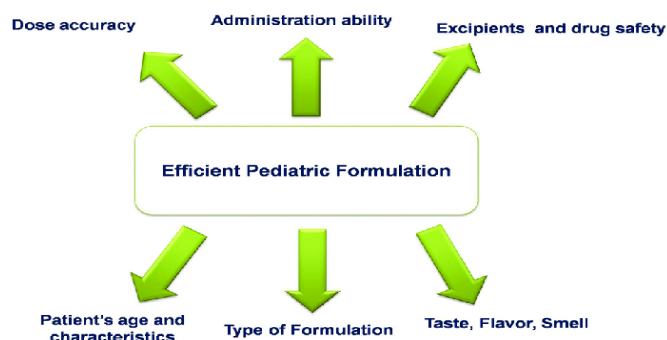 Dose accuracy
Administration ability
Excipients and drug safety
Efficient Pediatric Formulation
Patient's age and
characteristics
Type of Formulation
Taste, Flavor, Smell